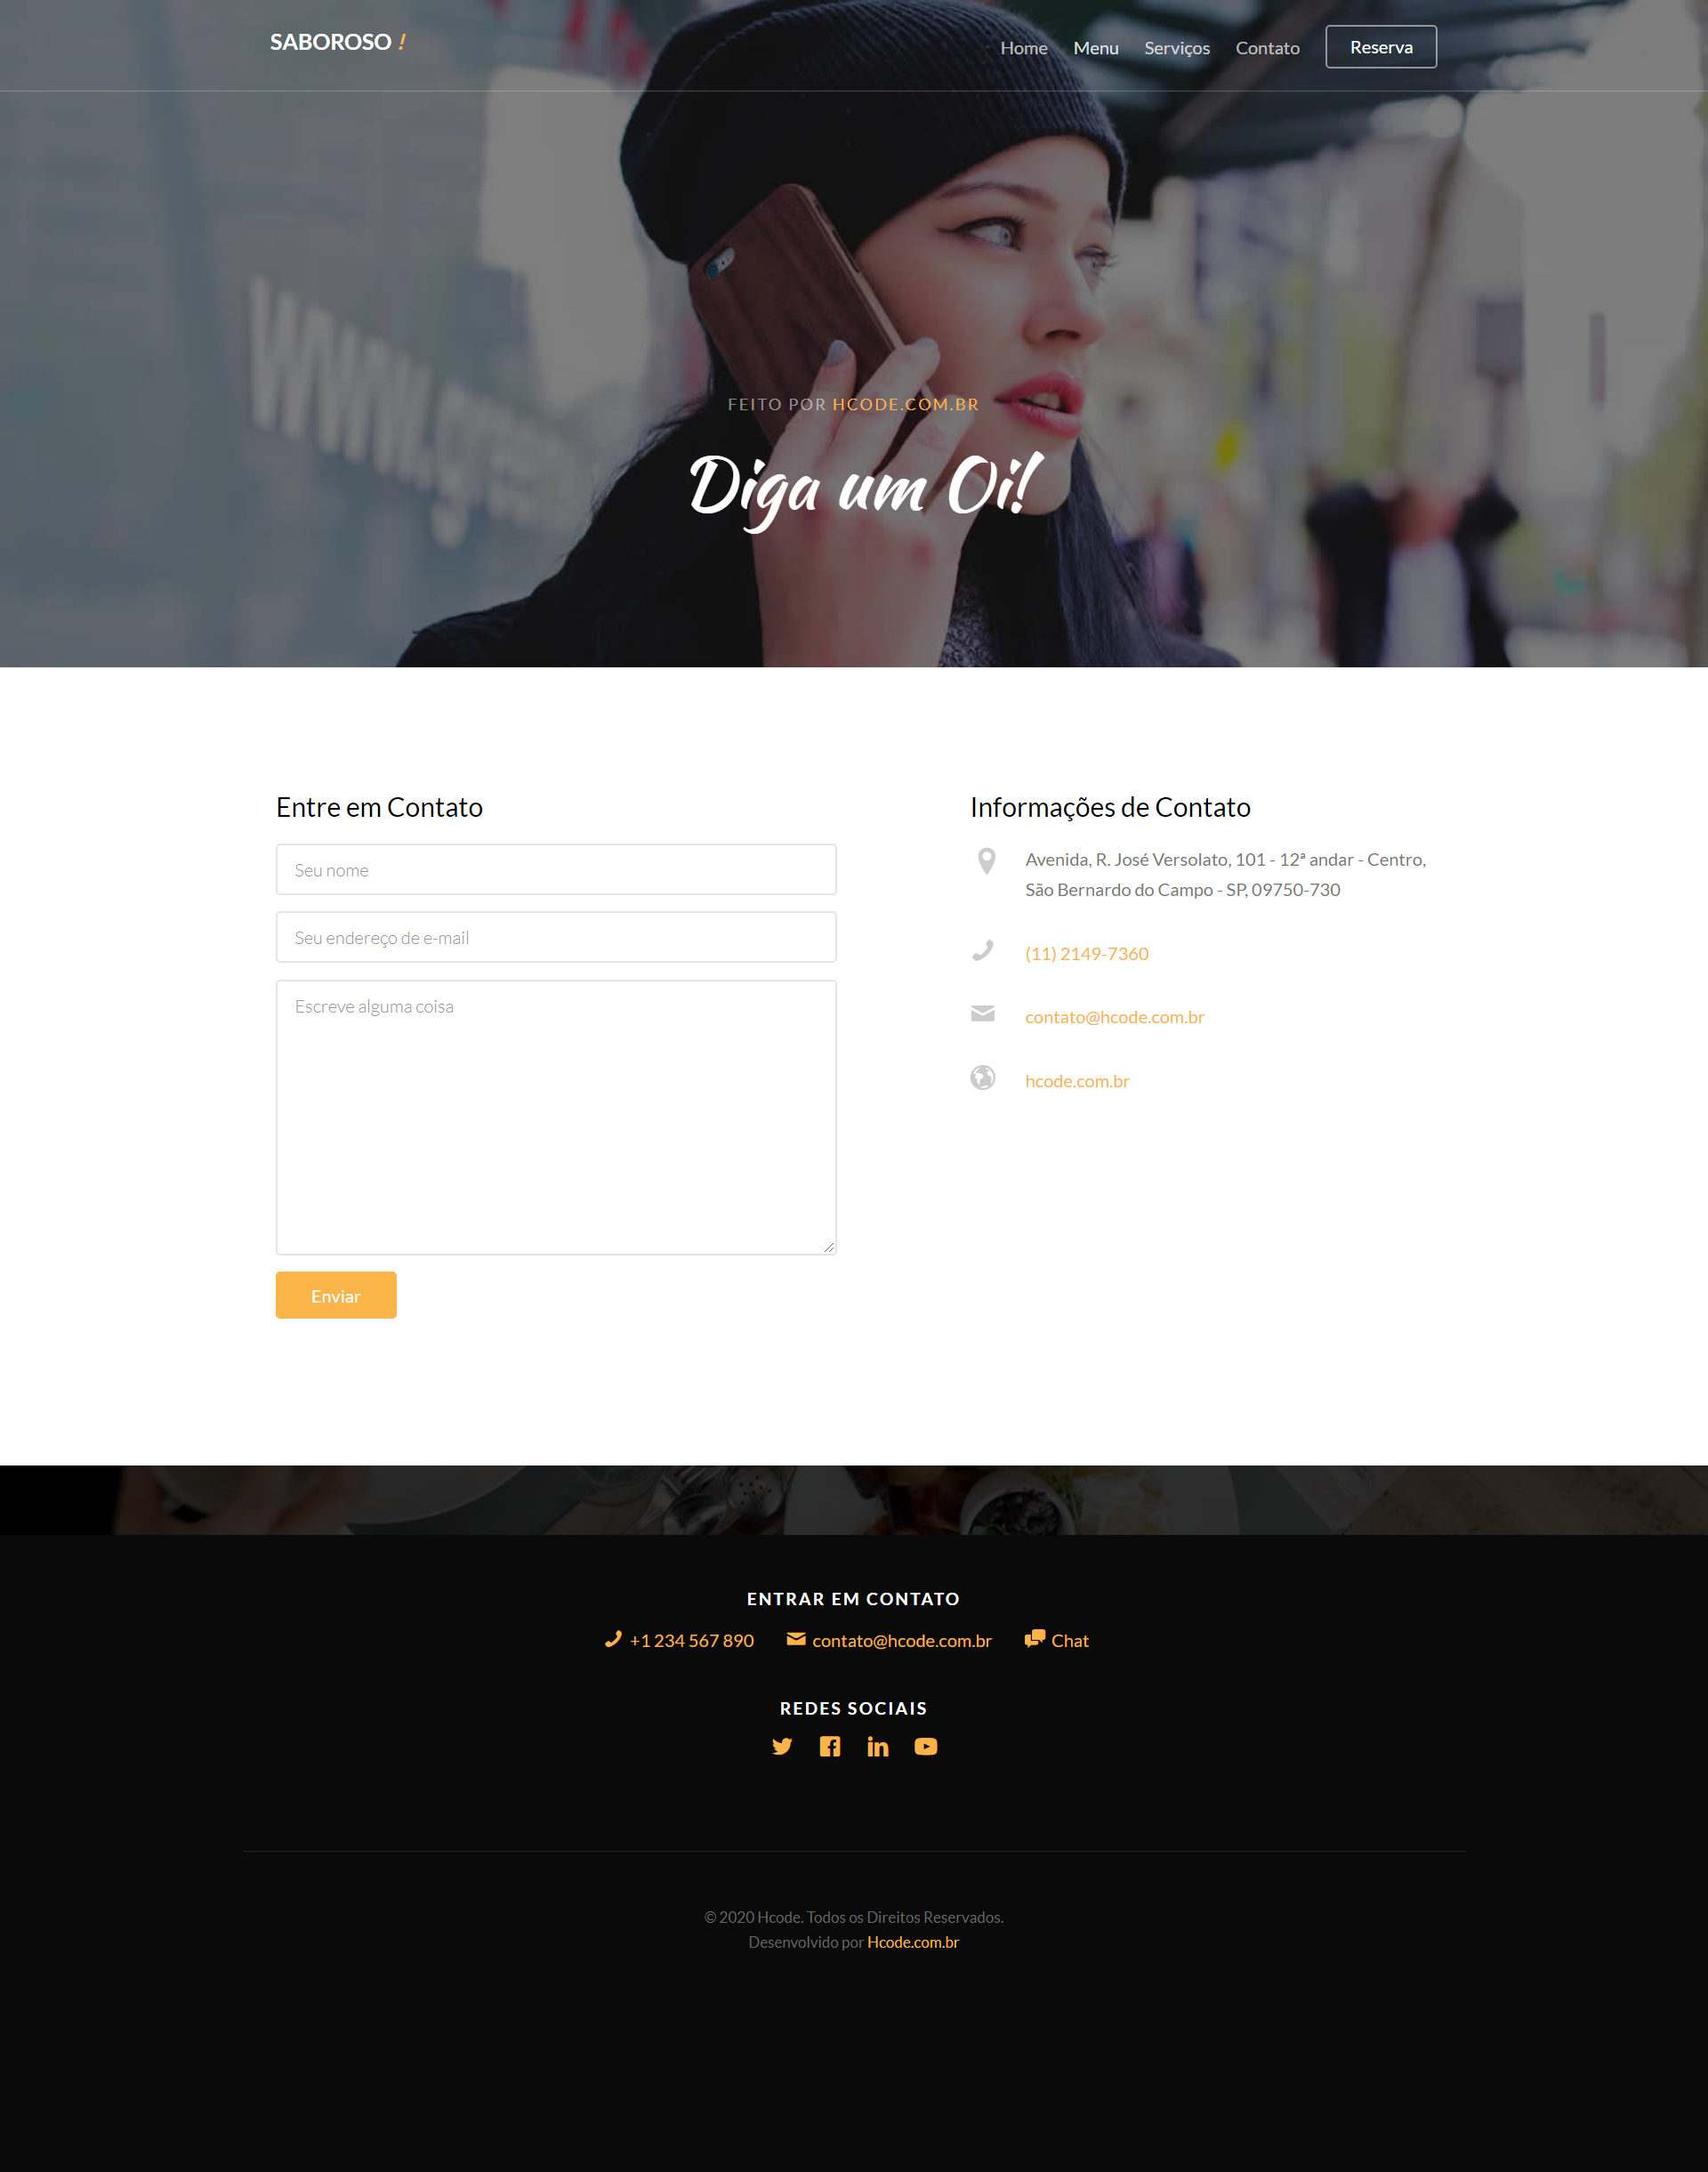 SABOROSO !
Home Menu Serviços Contato Reserva
www.gree
FEITO POR HCODE.COM.BR
Diga um Oi!
Entre em Contato
Seu nome
Seu endereço de e-mail
Escreve alguma coisa
Enviar
Informações de Contato
Avenida, R. José Versolato, 101 - 12ª andar - Centro,
São Bernardo do Campo - SP, 09750-730
(11) 2149-7360
contato@hcode.com.br
hcode.com.br
ENTRAR EM CONTATO
+1 234 567 890 contato@hcode.com.br Chat
REDES SOCIAIS
© 2020 Hcode. Todos os Direitos Reservados.
Desenvolvido por Hcode.com.br